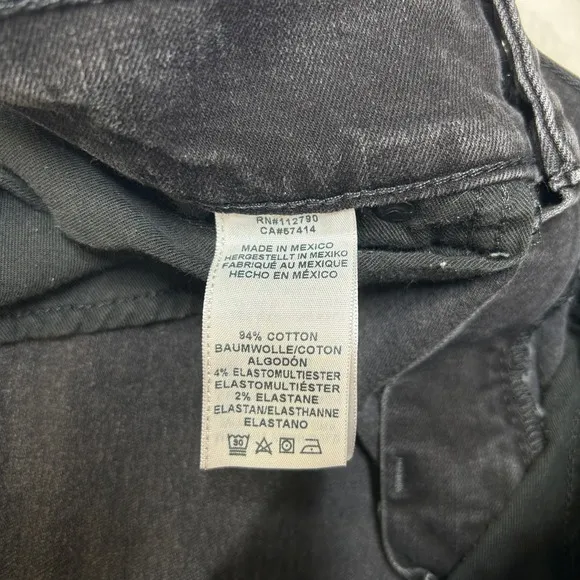 RN#112790
CA#57414
MADE IN MEXICO
HERGESTELLT IN MEXIKO
FABRIQUÉ AU MEXIQUE
HECHO EN MÉXICO
94% COTTON
BAUMWOLLE/COTON
ALGODÓN
4% ELASTOMULTIESTER
ELASTOMULTIÉSTER
2% ELASTANE
ELASTAN/ELASTHANNE
ELASTANO
30